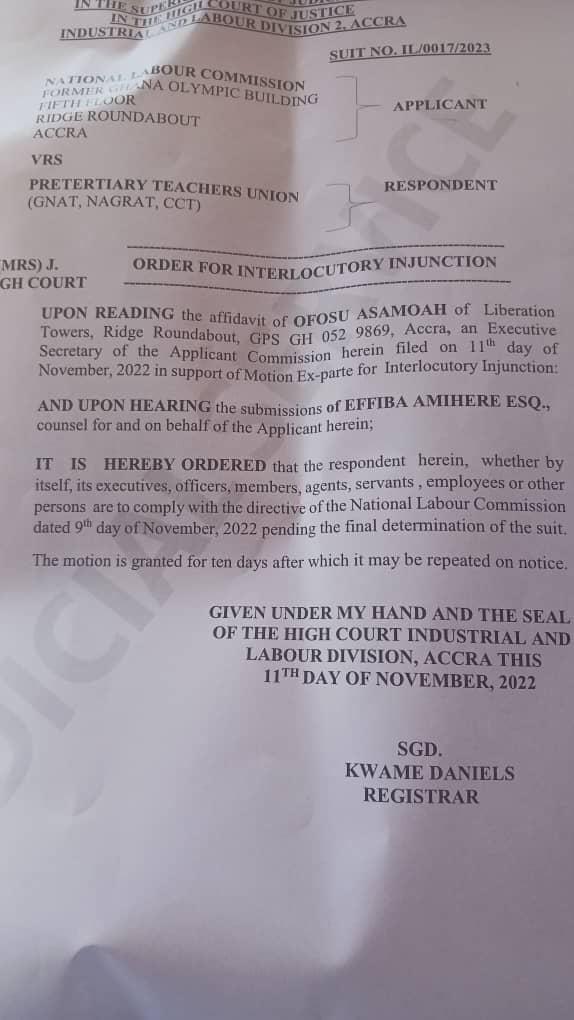 IN THE SUPERIOR COURT OF JUSTICE
IN THE HIGH COURT OF JUSTICE
INDUSTRIAL AND LABOUR DIVISION 2, ACCRA
SUIT NO. IL/0017/2023
NATIONAL LABOUR COMMISSION
FORMER GHANA OLYMPIC BUILDING
FIFTH FLOOR
RIDGE ROUNDABOUT
ACCRA
APPLICANT
VRS
PRETERTIARY TEACHERS UNION
(GNAT, NAGRAT, CCT)
RESPONDENT
MRS) J.
GH COURT
ORDER FOR INTERLOCUTORY INJUNCTION
UPON READING the affidavit of OFOSU ASAMOAH of Liberation
Towers, Ridge Roundabout, GPS GH 052 9869, Accra, an Executive
Secretary of the Applicant Commission herein filed on 11th day of
November, 2022 in support of Motion Ex-parte for Interlocutory Injunction:
AND UPON HEARING the submissions of EFFIBA AMIHERE ESQ.,
counsel for and on behalf of the Applicant herein;
IT IS HEREBY ORDERED that the respondent herein, whether by
itself, its executives, officers, members, agents, servants , employees or other
persons are to comply with the directive of the National Labour Commission
dated 9th day of November, 2022 pending the final determination of the suit.
The motion is granted for ten days after which it may be repeated on notice.
GIVEN UNDER MY HAND AND THE SEAL
OF THE HIGH COURT INDUSTRIAL AND
LABOUR DIVISION, ACCRA THIS
11TH DAY OF NOVEMBER, 2022
SGD.
KWAME DANIELS
REGISTRAR